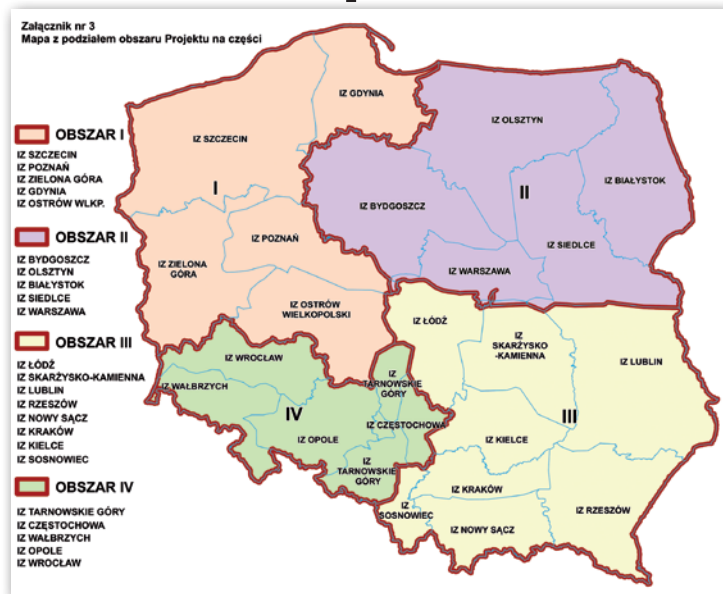 Załącznik nr 3
Mapa z podziałem obszaru Projektu na części
OBSZAR I
IZ SZCZECIN
IZ POZNAŃ
IZ ZIELONA GÓRA
IZ GDYNIA
IZ OSTRÓW WLKP.
OBSZAR II
IZ BYDGOSZCZ
IZ OLSZTYN
IZ BIAŁYSTOK
IZ SIEDLCE
IZ WARSZAWA
OBSZAR III
IZ ŁÓDŹ
IZ SKARŻYSKO-KAMIENNA
IZ LUBLIN
IZ RZESZÓW
IZ NOWY SĄCZ
IZ KRAKÓW
IZ KIELCE
IZ SOSNOWIEC
OBSZAR IV
IZ TARNOWSKIE GÓRY
IZ CZĘSTOCHOWA
IZ WAŁBRZYCH
IZ OPOLE
IZ WROCŁAW
IZ GDYNIA
IZ SZCZECIN
I
IZ POZNAŃ
IZ ZIELONA
GÓRA
IZ OSTRÓW
WIELKOPOLSKI
IZ OLSZTYN
IZ BIAŁYSTOK
IZ BYDGOSZCZ
II
IZ SIEDLCE
IZ WARSZAWA
IZ ŁÓDŹ
IZ
SKARŻYSKO
-KAMIENNA
IZ LUBLIN
III
IZ KIELCE
IZ KRAKÓW
IZ
SOSNOWIEC
IZ NOWY SĄCZ
IZ RZESZÓW
IZ WROCŁAW
IZ WAŁBRZYCH
IZ
TARNOWSKIE
GÓRY
IV
IZ CZĘSTOCHOWA
IZ OPOLE
IZ
TARNOWSKIE
GÓRY